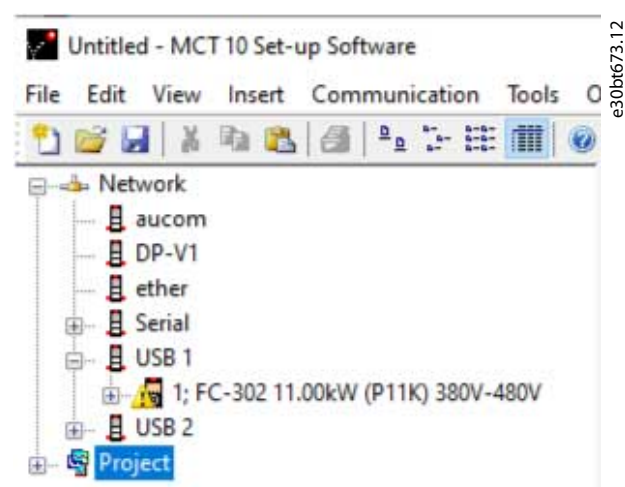 Untitled - MCT 10 Set-up Software
File Edit View Insert Communication Tools O
Network
aucom
DP-V1
ether
Serial
USB 1
1; FC-302 11.00kW (P11K) 380V-480V
USB 2
Project
e30bt673.12